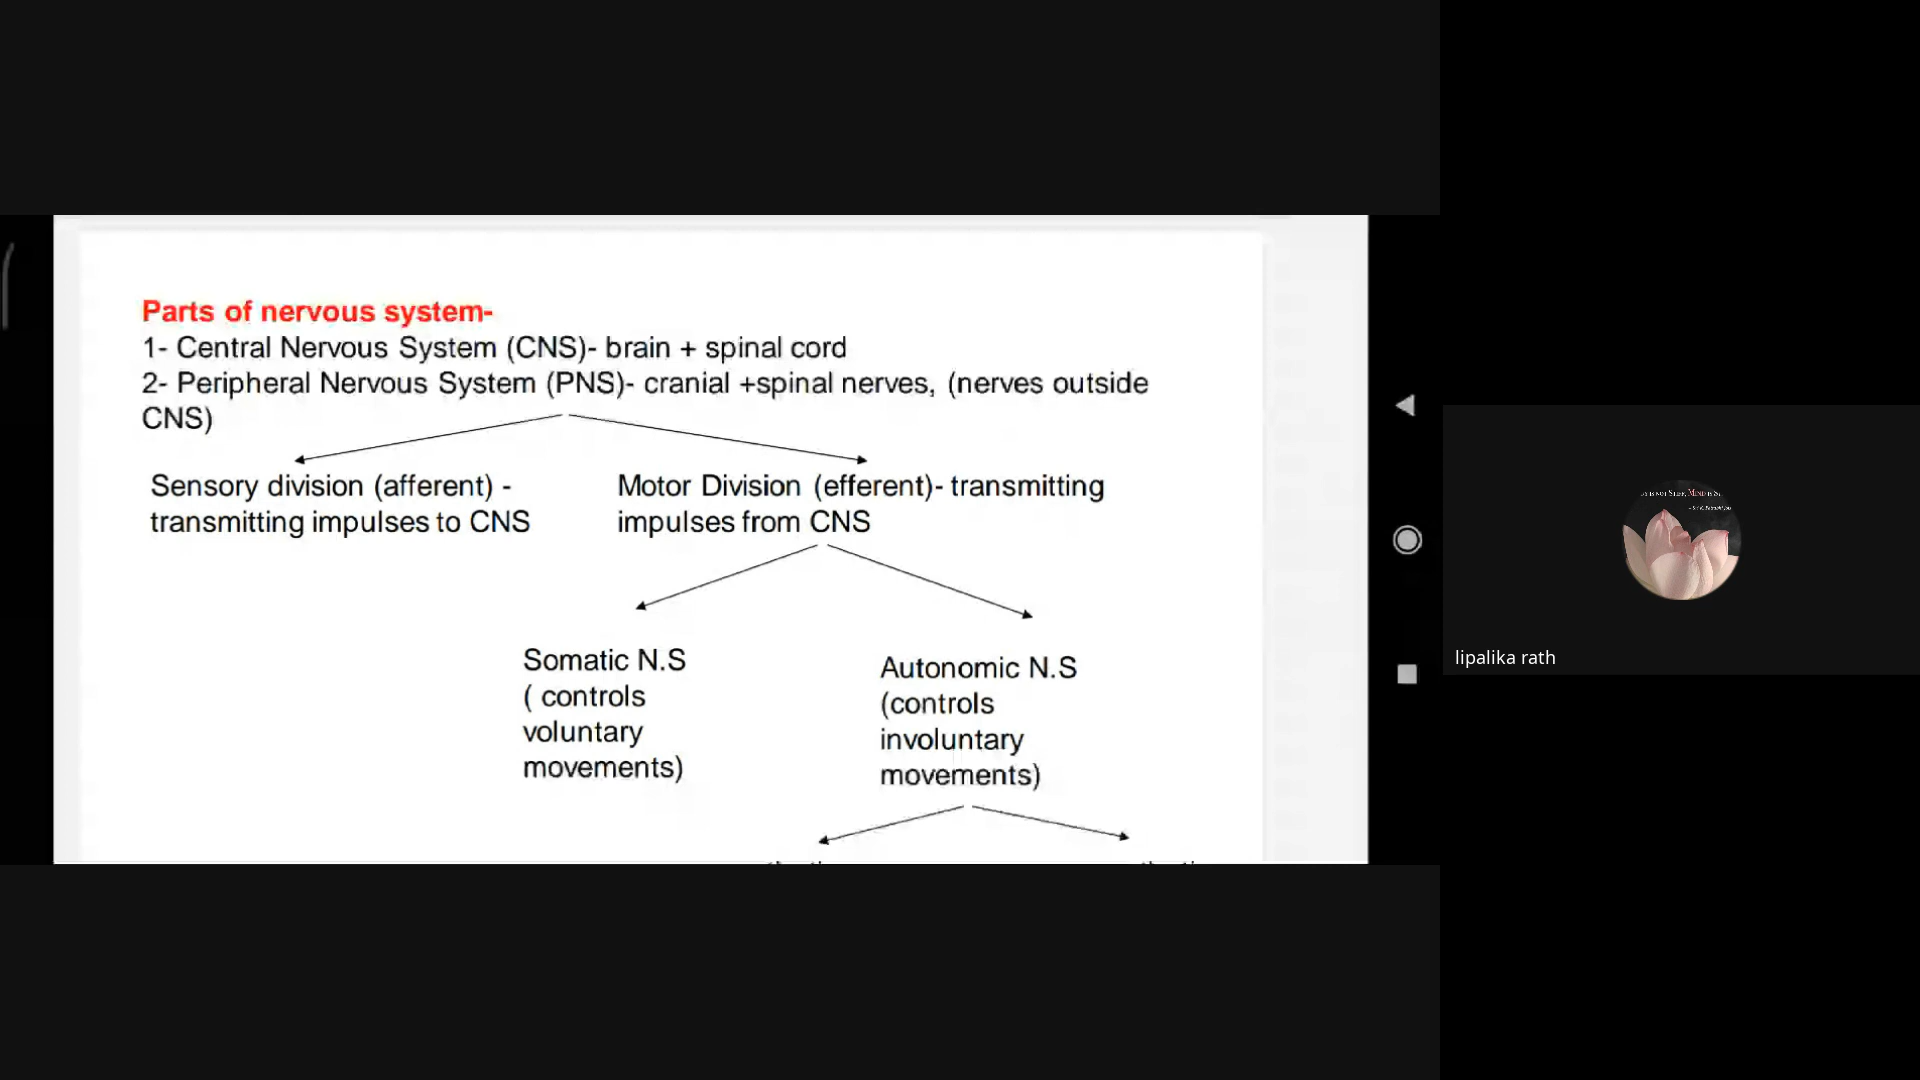 Parts of nervous system-
1- Central Nervous System (CNS)- brain + spinal cord
2- Peripheral Nervous System (PNS)- cranial +spinal nerves, (nerves outside
CNS)
Sensory division (afferent) -
transmitting impulses to CNS
Motor Division (efferent)- transmitting
impulses from CNS
Somatic N.S
( controls
voluntary
movements)
Autonomic N.S
(controls
involuntary
movements)
lipalika rath